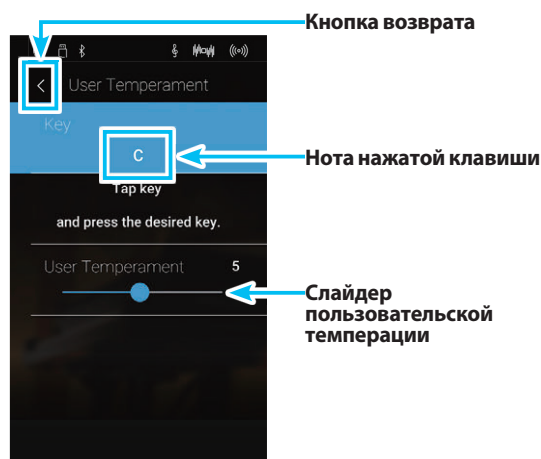 Кнопка возврата
User Temperament
Key
C
Нота нажатой клавиши
Tap key
and press the desired key.
User Temperament 5
Слайдер
пользовательской
темперации